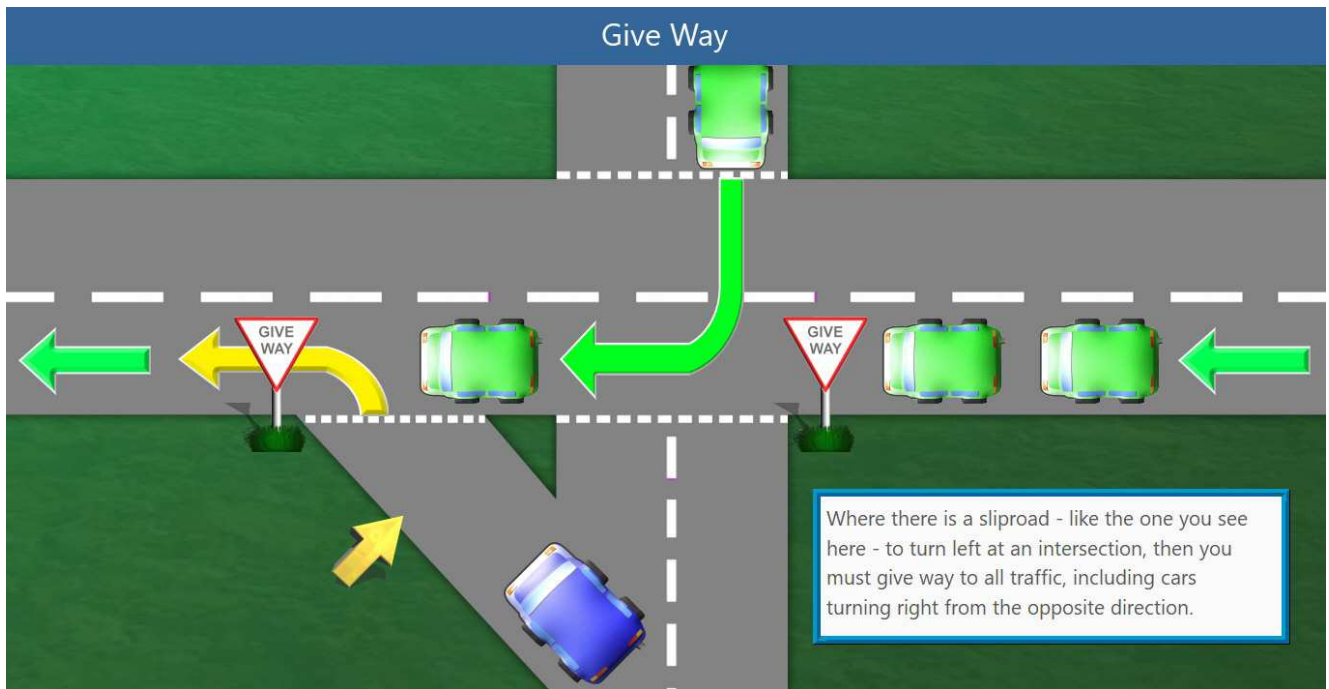 Give Way
GIVE
WAY
GIVE
WAY
Where there is a sliproad - like the one you see
here - to turn left at an intersection, then you
must give way to all traffic, including cars
turning right from the opposite direction.